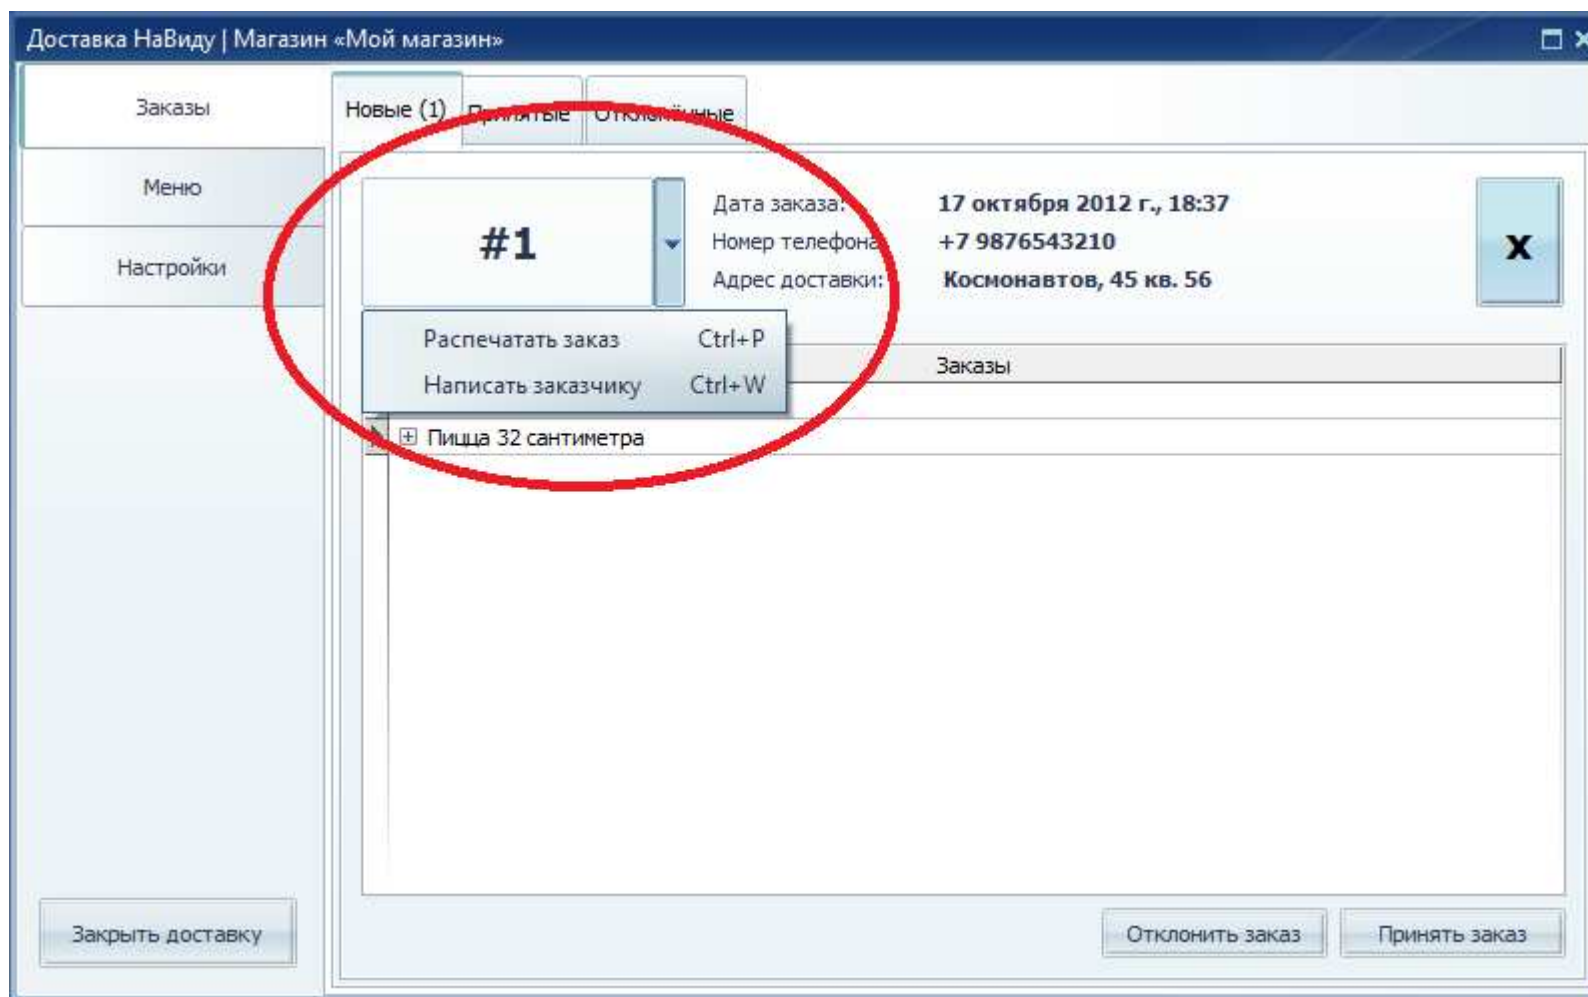 Доставка НаВиду | Магазин «Мой магазин»
Заказы
Меню
Настройки
Новые (1) Принятые Отклонённые
#1
Дата заказа: 17 октября 2012 г., 18:37
Номер телефона: +7 9876543210
Адрес доставки: Космонавтов, 45 кв. 56
X
Распечатать заказ Ctrl+P
Написать заказчику Ctrl+W
Заказы
Пицца 32 сантиметра
Закрыть доставку
Отклонить заказ
Принять заказ